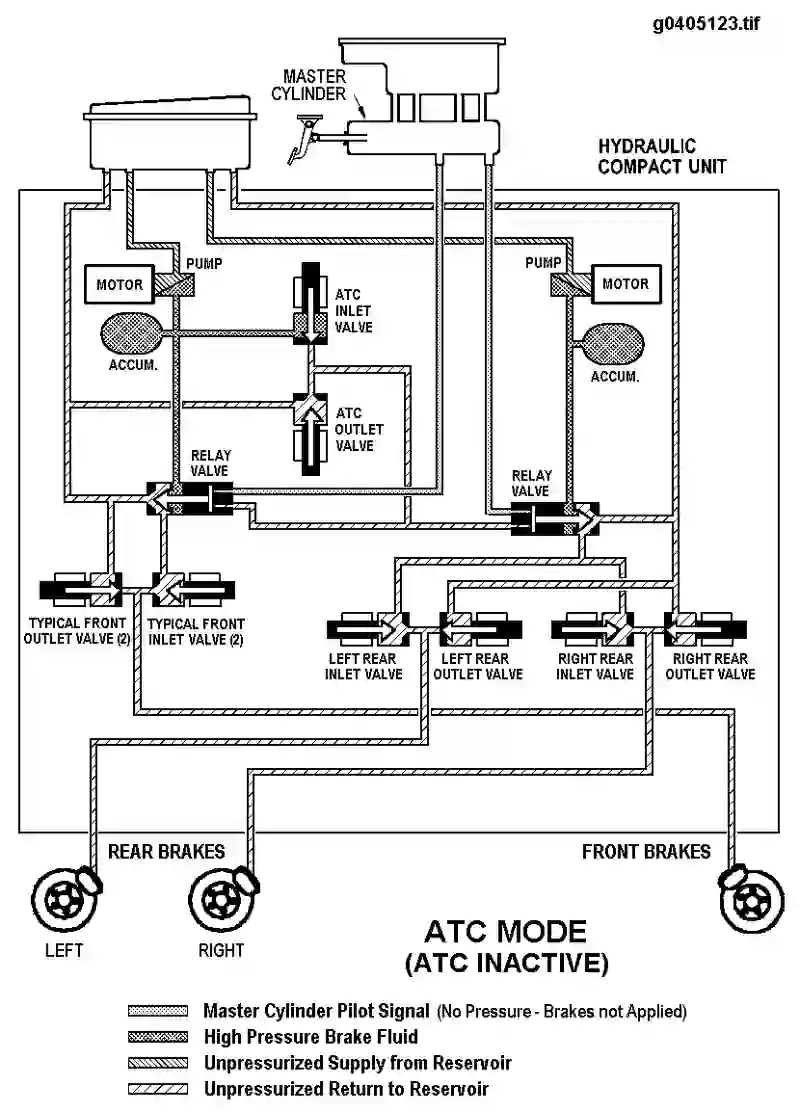 g0405123.tif
MASTER
CYLINDER
HYDRAULIC
COMPACT UNIT
MOTOR
PUMP
ACCUM.
ATC
INLET
VALVE
PUMP
MOTOR
ACCUM.
ATC
OUTLET
VALVE
RELAY
VALVE
RELAY
VALVE
TYPICAL FRONT
OUTLET VALVE (2)
TYPICAL FRONT
INLET VALVE (2)
LEFT REAR
INLET VALVE
LEFT REAR
OUTLET VALVE
RIGHT REAR
INLET VALVE
RIGHT REAR
OUTLET VALVE
REAR BRAKES
FRONT BRAKES
LEFT
RIGHT
ATC MODE
(ATC INACTIVE)
Master Cylinder Pilot Signal (No Pressure - Brakes not Applied)
High Pressure Brake Fluid
Unpressurized Supply from Reservoir
Unpressurized Return to Reservoir